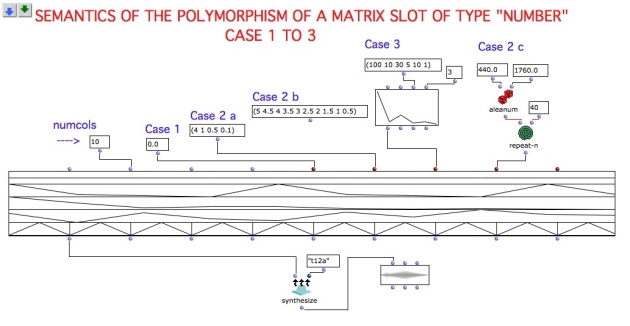 SEMANTICS OF THE POLYMORPHISM OF A MATRIX SLOT OF TYPE "NUMBER"
CASE 1 TO 3
Case 3
Case 2 c
(100 10 30 5 10 1)
3
440.0
1760.0
Case 2 b
aleanum
40
(5 4.5 4 3.5 3 2.5 2 1.5 1 0.5)
Case 2 a
numcols
Case 1
(4 1 0.5 0.1)
---->
10
0.0
repeat-n
"t12a"
synthesize